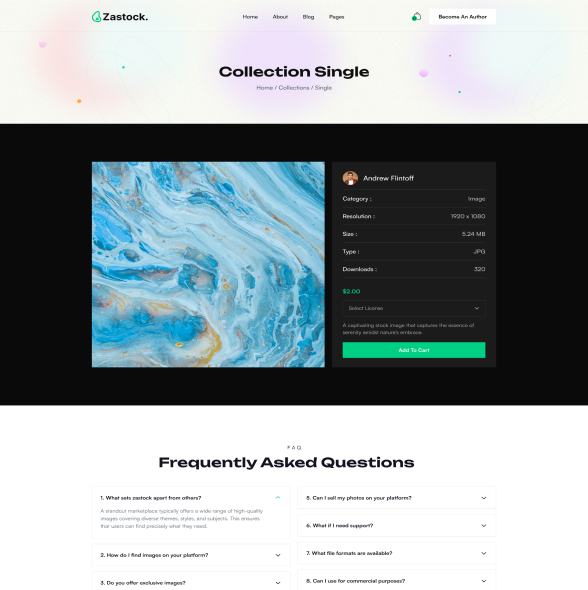 Zastock.
Home
About
Blog
Pages
Become An Author
Collection Single
Home / Collections / Single
Andrew Flintoff
Category :
Image
Resolution :
1920 x 1080
Size :
5.24 MB
Type :
JPG
Downloads :
320
$2.00
Select License
A captivating stock image that captures the essence of
serenity amidst nature's embrace.
Add To Cart
FAQ
Frequently Asked Questions
1. What sets zastock apart from others?
A standout marketplace typically offers a wide range of high-quality
images covering diverse themes, styles, and subjects. This ensures
that users can find precisely what they need.
2. How do I find images on your platform?
3. Do you offer exclusive images?
5. Can I sell my photos on your platform?
6. What if I need support?
7. What file formats are available?
8. Can I use for commercial purposes?